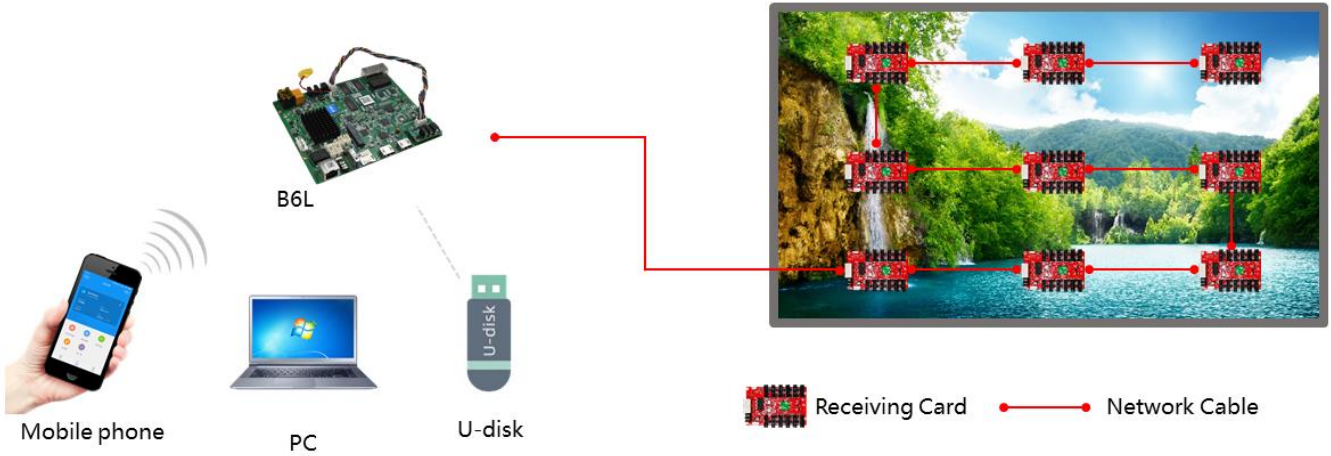 B6L
U-disk
Mobile phone
PC
U-disk
Receiving Card
Network Cable